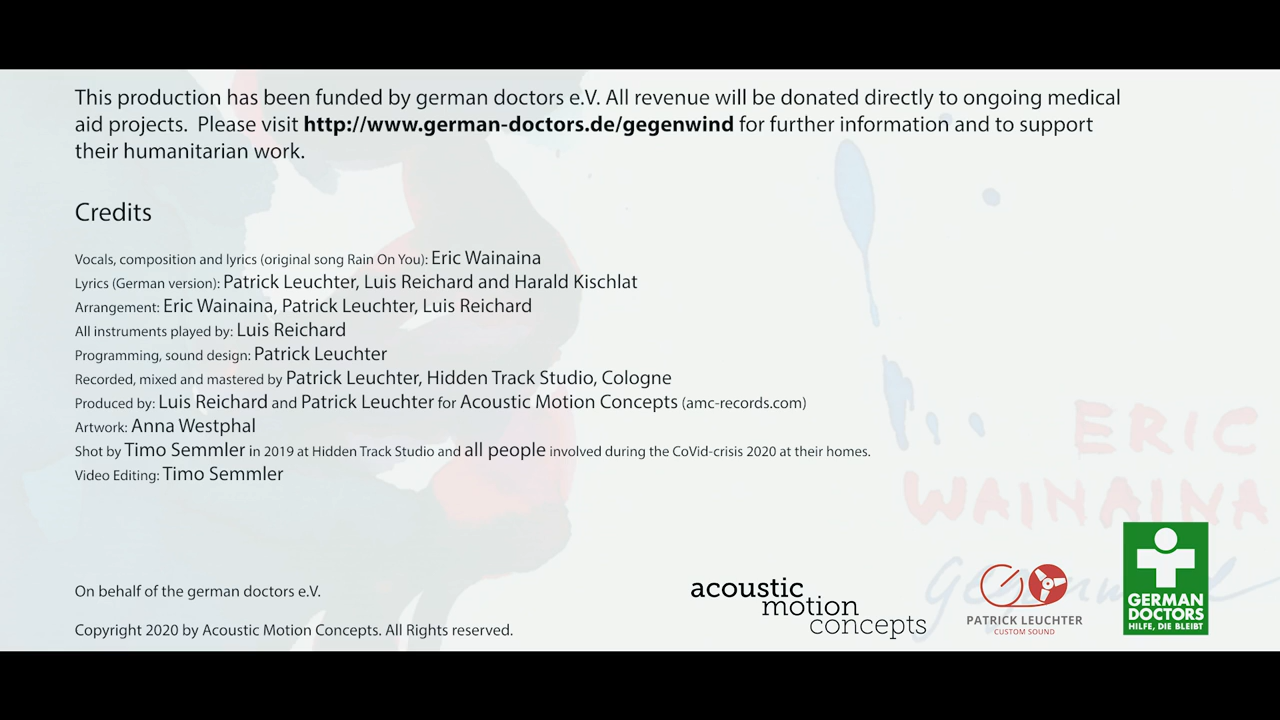 This production has been funded by german doctors e.V. All revenue will be donated directly to ongoing medical
aid projects.  Please visit http://www.german-doctors.de/gegenwind for further information and to support
their humanitarian work.
Credits
Vocals, composition and lyrics (original song Rain On You): Eric Wainaina
Lyrics (German version): Patrick Leuchter, Luis Reichard and Harald Kischlat
Arrangement: Eric Wainaina, Patrick Leuchter, Luis Reichard
All instruments played by: Luis Reichard
Programming, sound design: Patrick Leuchter
Recorded, mixed and mastered by Patrick Leuchter, Hidden Track Studio, Cologne
Produced by: Luis Reichard and Patrick Leuchter for Acoustic Motion Concepts (amc-records.com)
Artwork: Anna Westphal
Shot by Timo Semmler in 2019 at Hidden Track Studio and all people involved during the CoVid-crisis 2020 at their homes.
Video Editing: Timo Semmler
ERIC
WAINAINA
On behalf of the german doctors e.V.
Copyright 2020 by Acoustic Motion Concepts. All Rights reserved.
acoustic
motion
concepts
PATRICK LEUCHTER
CUSTOM SOUND
GERMAN
DOCTORS
HILFE, DIE BLEIBT